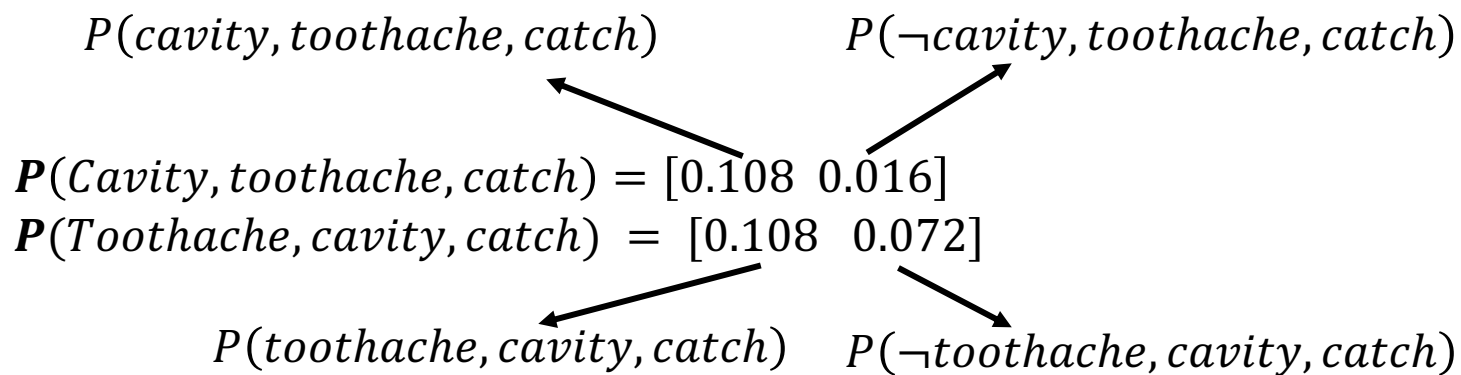 P(cavity, toothache, catch) P(¬cavity, toothache, catch)
P(Cavity, toothache, catch) = [0.108 0.016]
P(Toothache, cavity, catch) = [0.108 0.072]
P(toothache, cavity, catch) P(¬toothache, cavity, catch)